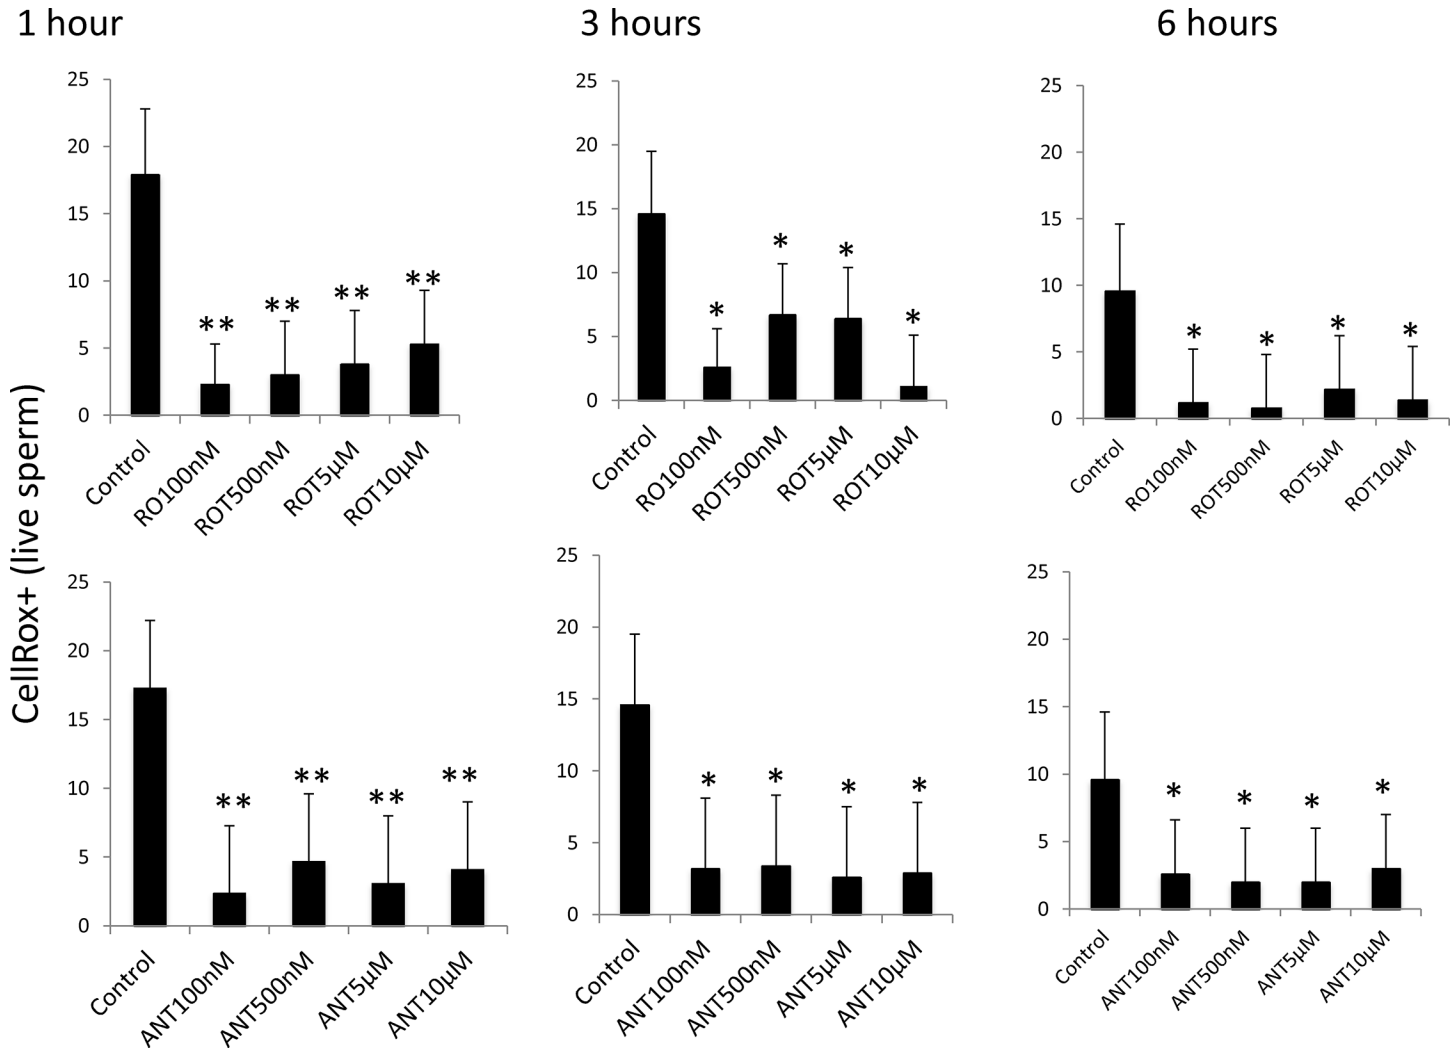 1 hour
3 hours
6 hours
CellRox+ (live sperm)
25
20
15
10
5
0
**
**
**
**
Control
RO100nM
ROT500nM
ROT5µM
ROT10µM
25
20
15
10
5
0
*
*
*
*
Control
RO100nM
ROT500nM
ROT5µM
ROT10µM
25
20
15
10
5
0
*
*
*
*
Control
RO100nM
ROT500nM
ROT5µM
ROT10µM
25
20
15
10
5
0
**
**
**
**
Control
ANT100nM
ANT500nM
ANT5µM
ANT10µM
25
20
15
10
5
0
*
*
*
*
Control
ANT100nM
ANT500nM
ANT5µM
ANT10µM
25
20
15
10
5
0
*
*
*
*
Control
ANT100nM
ANT500nM
ANT5µM
ANT10µM